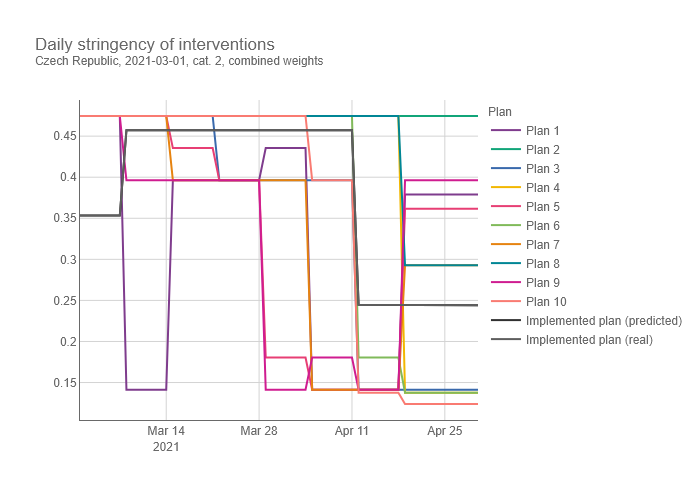 Daily stringency of interventions
Czech Republic, 2021-03-01, cat. 2, combined weights
Plan
Plan 1
Plan 2
Plan 3
Plan 4
Plan 5
Plan 6
Plan 7
Plan 8
Plan 9
Plan 10
Implemented plan (predicted)
Implemented plan (real)
0.45
0.4
0.35
0.3
0.25
0.2
0.15
Mar 14
2021
Mar 28
Apr 11
Apr 25